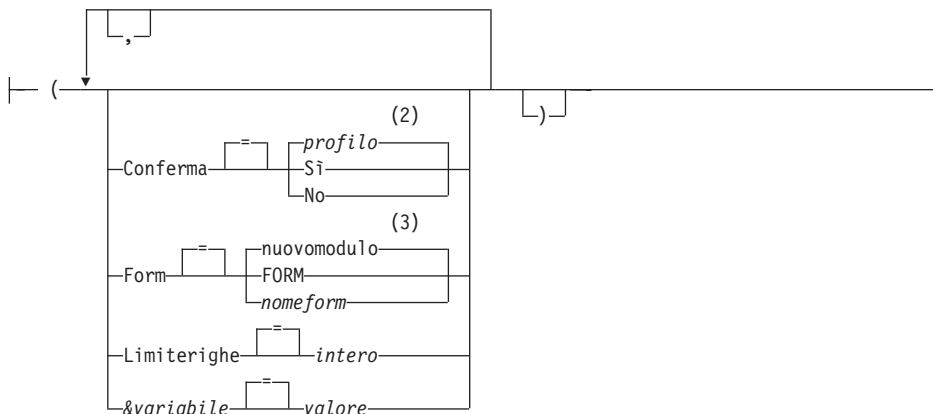 ,
(
)
(2)
profilo
Conferma = Sì
No
(3)
nuovomodulo
Form = FORM
nomeform
Limiterighe = intero
&variabile = valore